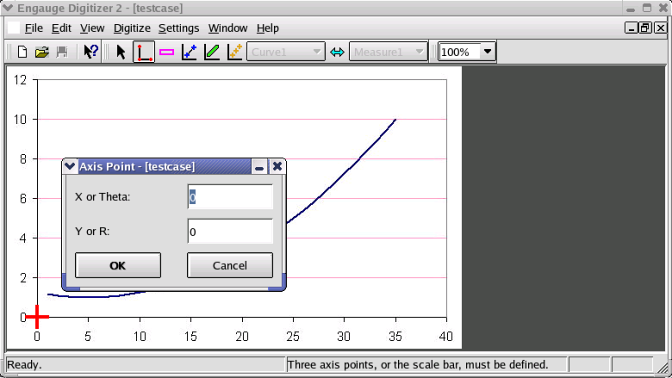 Engauge Digitizer 2 - [testcase]
File Edit View Digitize Settings Window Help
Curve1 Measure1 100%
12
10
8
6
4
2
0
Axis Point - [testcase]
X or Theta: 0
Y or R: 0
OK Cancel
0 5 10 15 20 25 30 35 40
Ready. Three axis points, or the scale bar, must be defined.